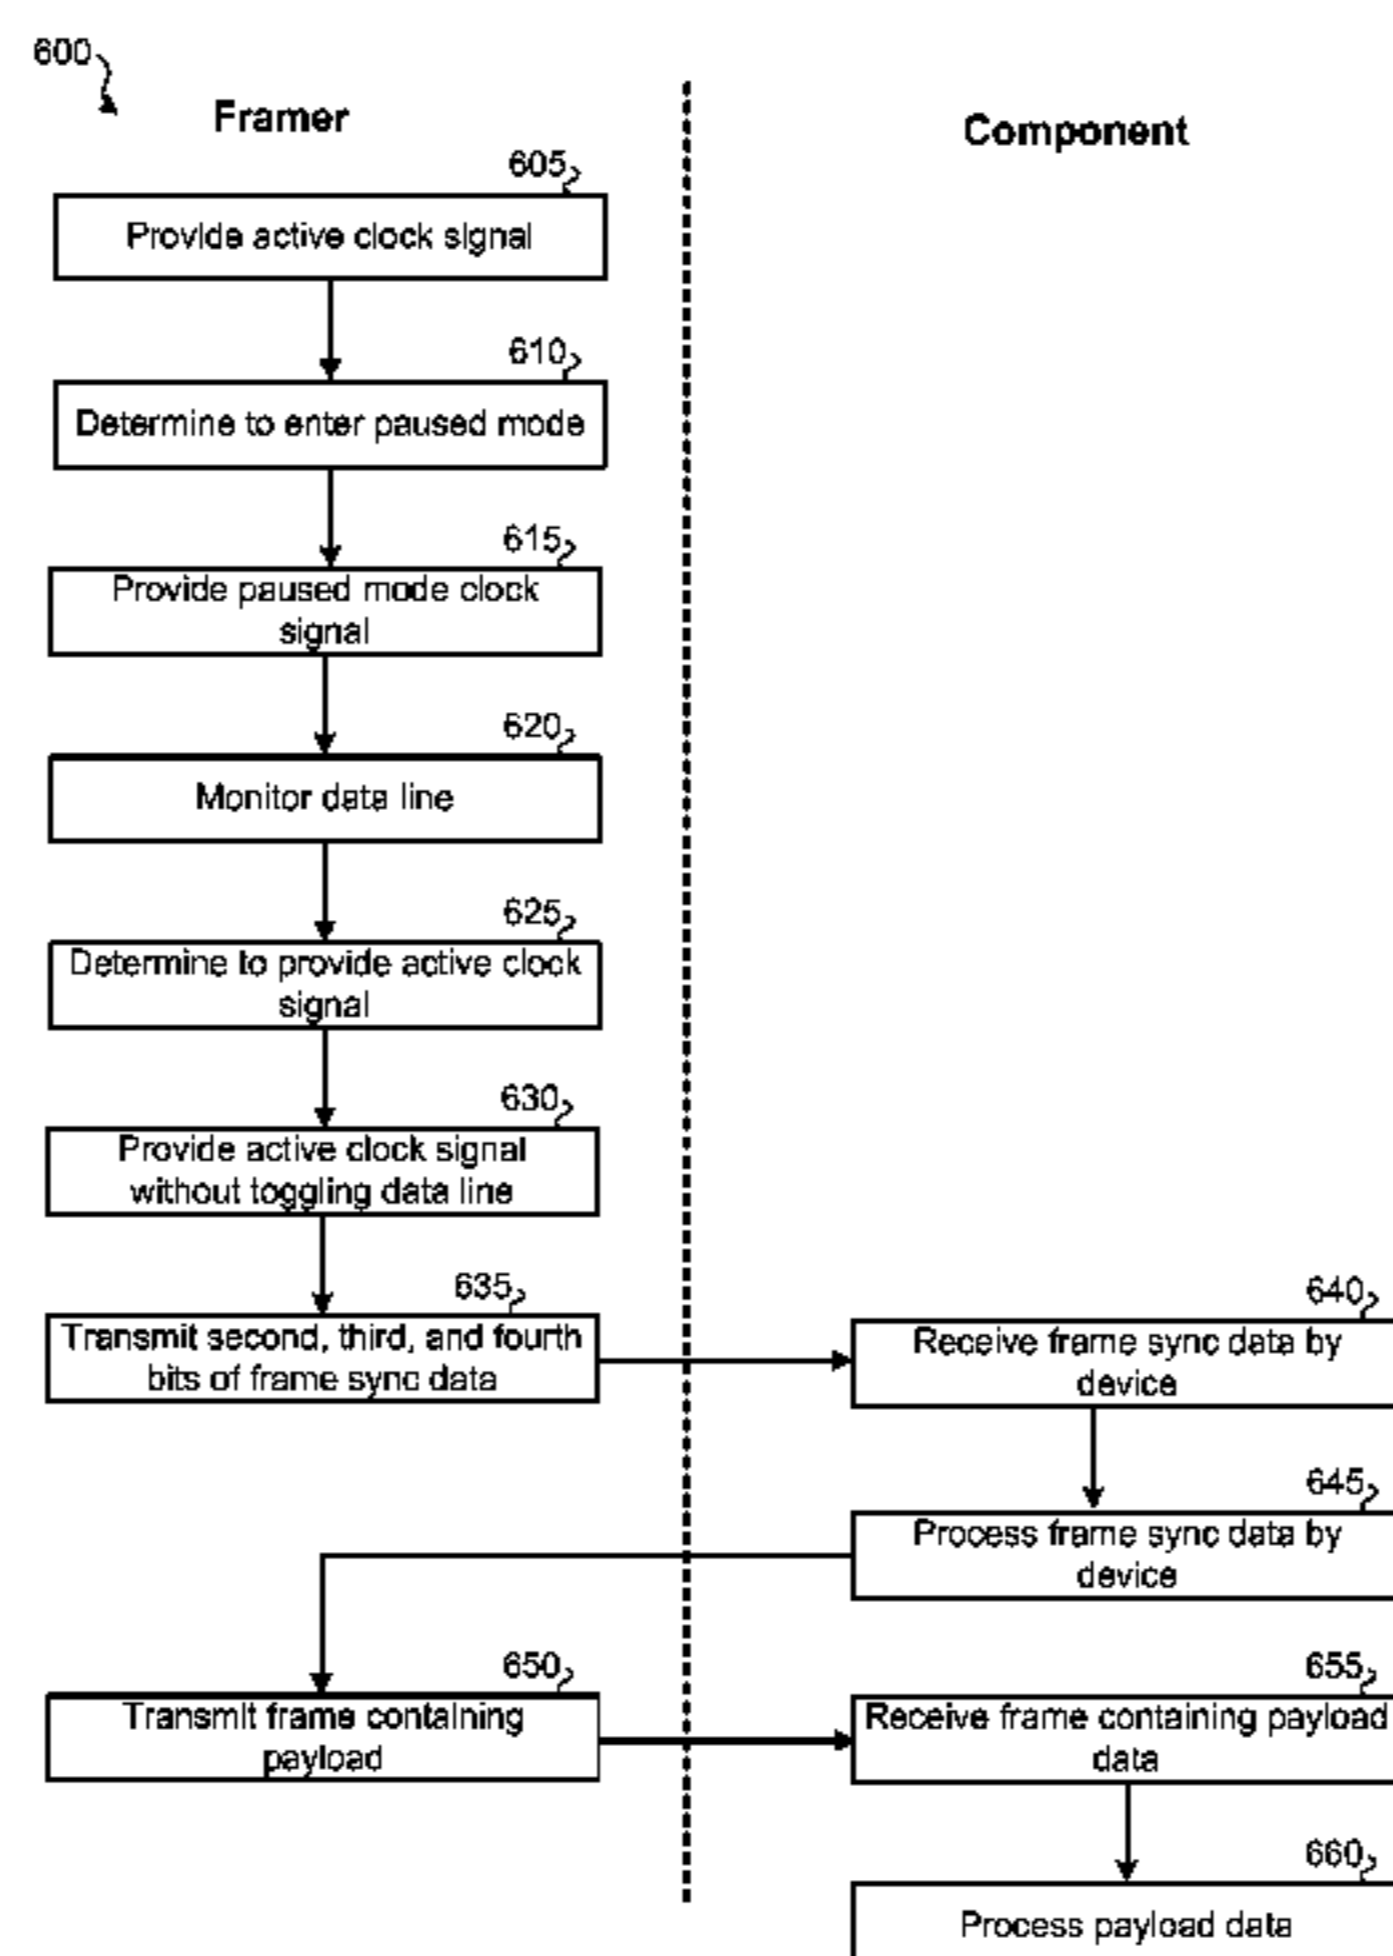 600
Framer
Component
605
Provide active clock signal
610
Determine to enter paused mode
615
Provide paused mode clock
signal
620
Monitor data line
625
Determine to provide active clock
signal
630
Provide active clock signal
without toggling data line
635
Transmit second, third, and fourth
bits of frame sync data
640
Receive frame sync data by
device
645
Process frame sync data by
device
650
Transmit frame containing
payload
655
Receive frame containing payload
data
660
Process payload data